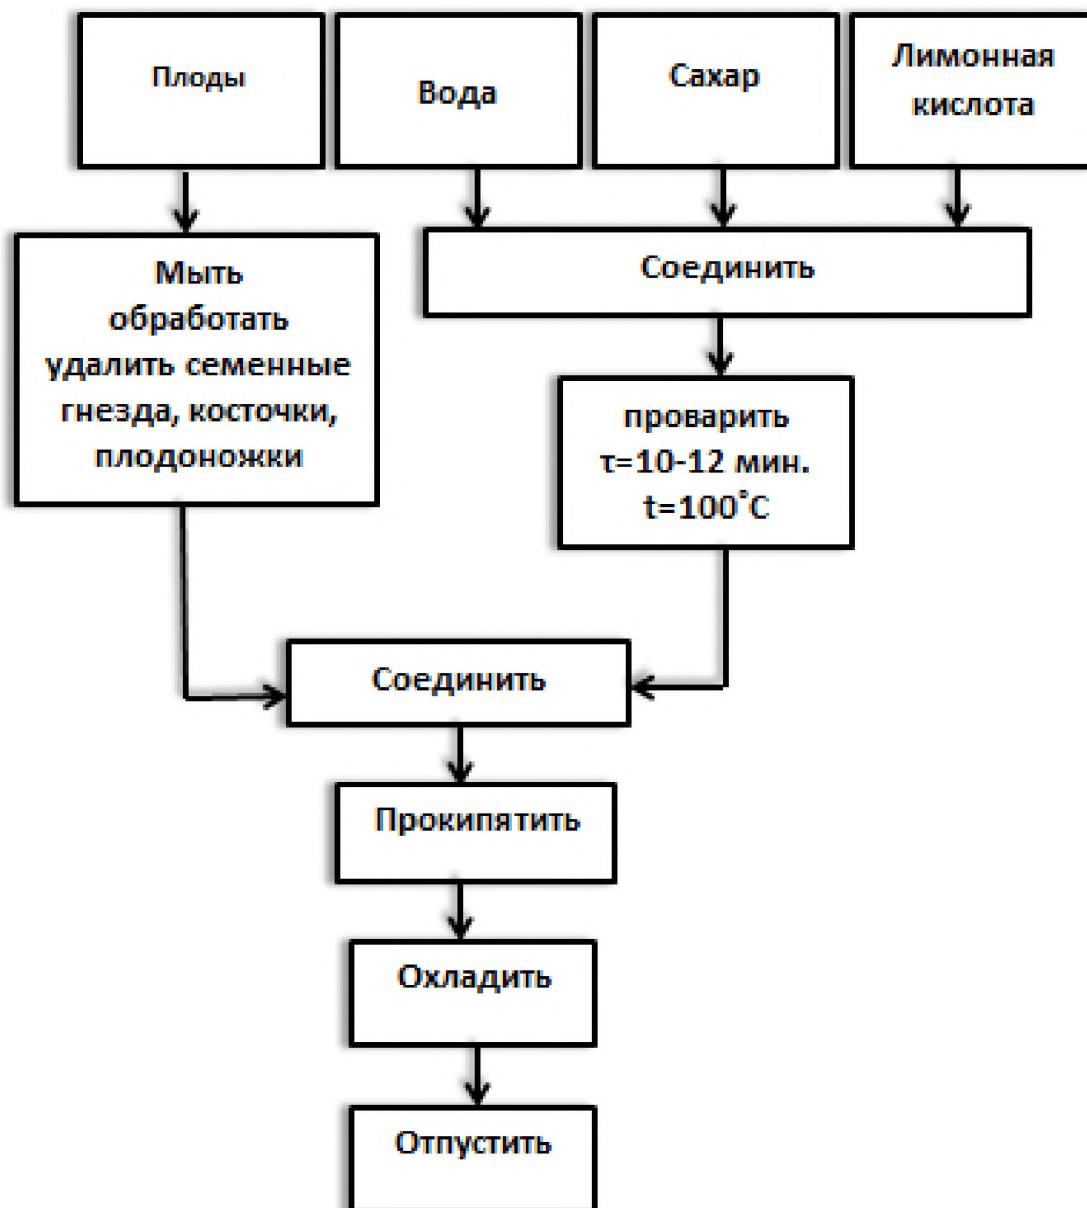 Плоды
Вода
Сахар
Лимонная
кислота
Мыть
обработать
удалить семенные
гнезда, косточки,
плодоножки
Соединить
проварить
τ=10-12 мин.
t=100˚C
Соединить
Прокипятить
Охладить
Отпустить